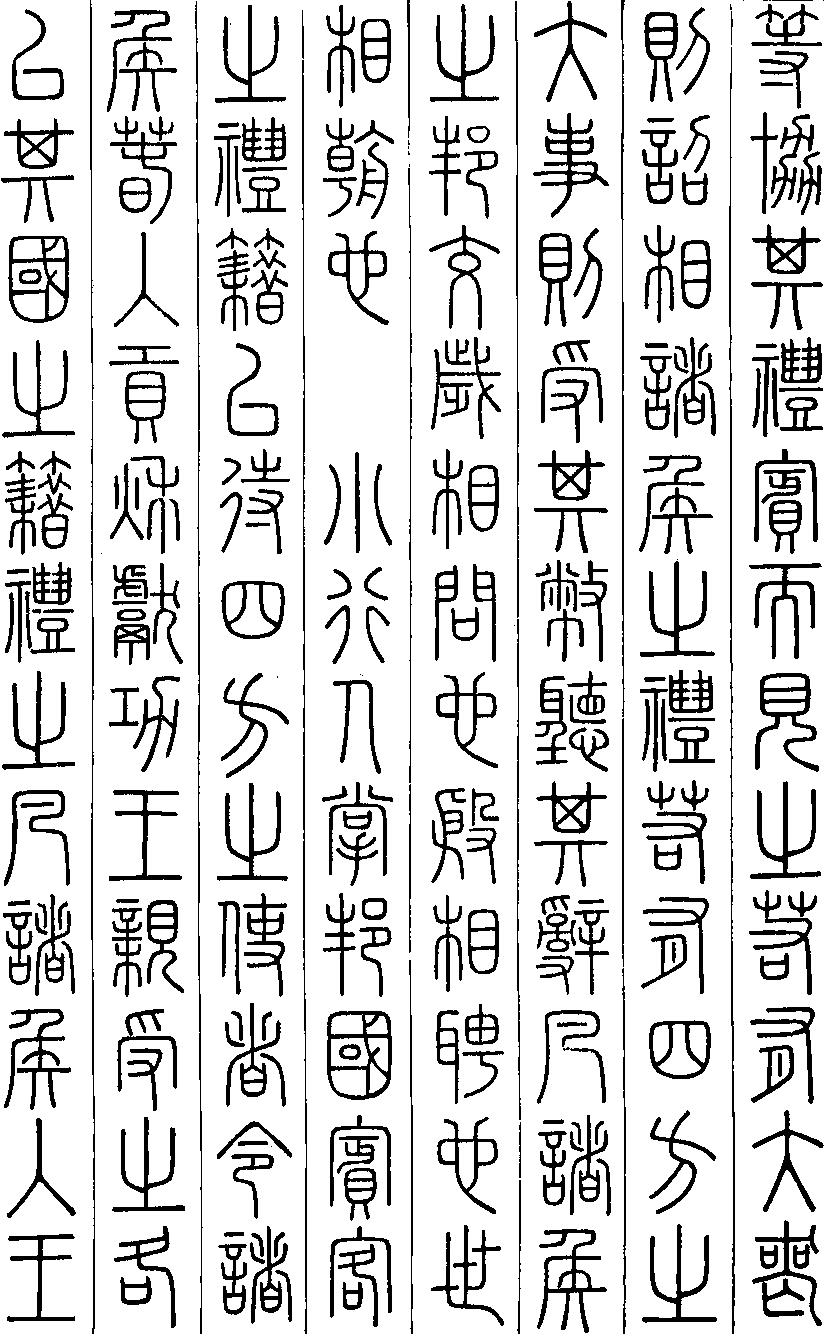 等協其禮賓而見之若有大喪
則詔相諸侯之禮若有四方之
大事則受其幣聽其辭凡諸侯
之邦交歲相問也殷相聘也世
相朝也　小行人掌邦國賓客
之禮籍以待四方之使者令諸
侯春入貢秋獻功王親受之各
以其國之籍禮之凡諸侯入王